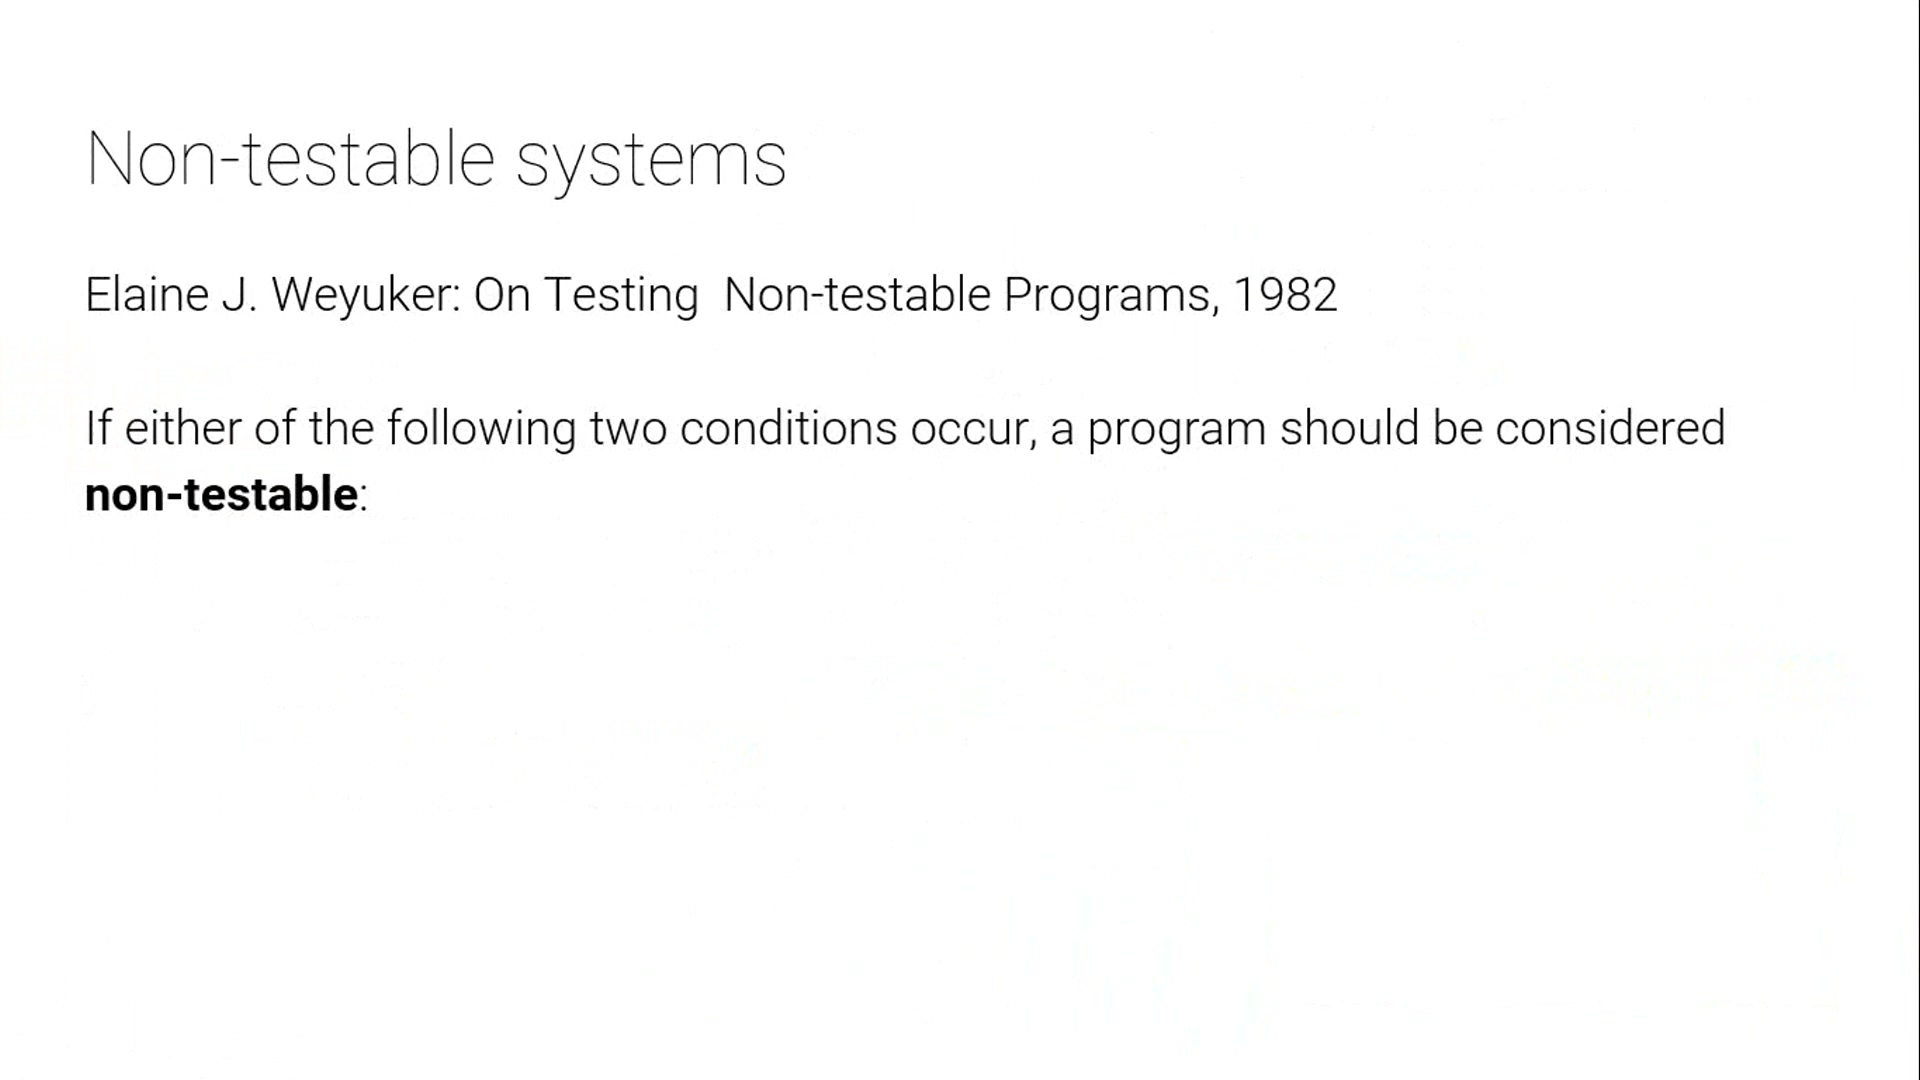 Non-testable systems
Elaine J. Weyuker: On Testing  Non-testable Programs, 1982
If either of the following two conditions occur, a program should be considered
non-testable: